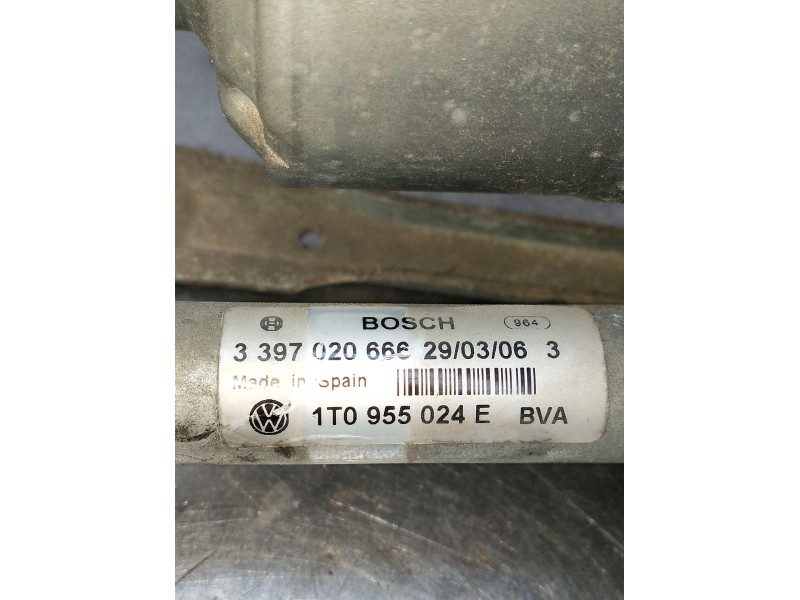 BOSCH 964
3 397 020 666 29/03/06 3
Made in Spain
1T0 955 024 E BVA